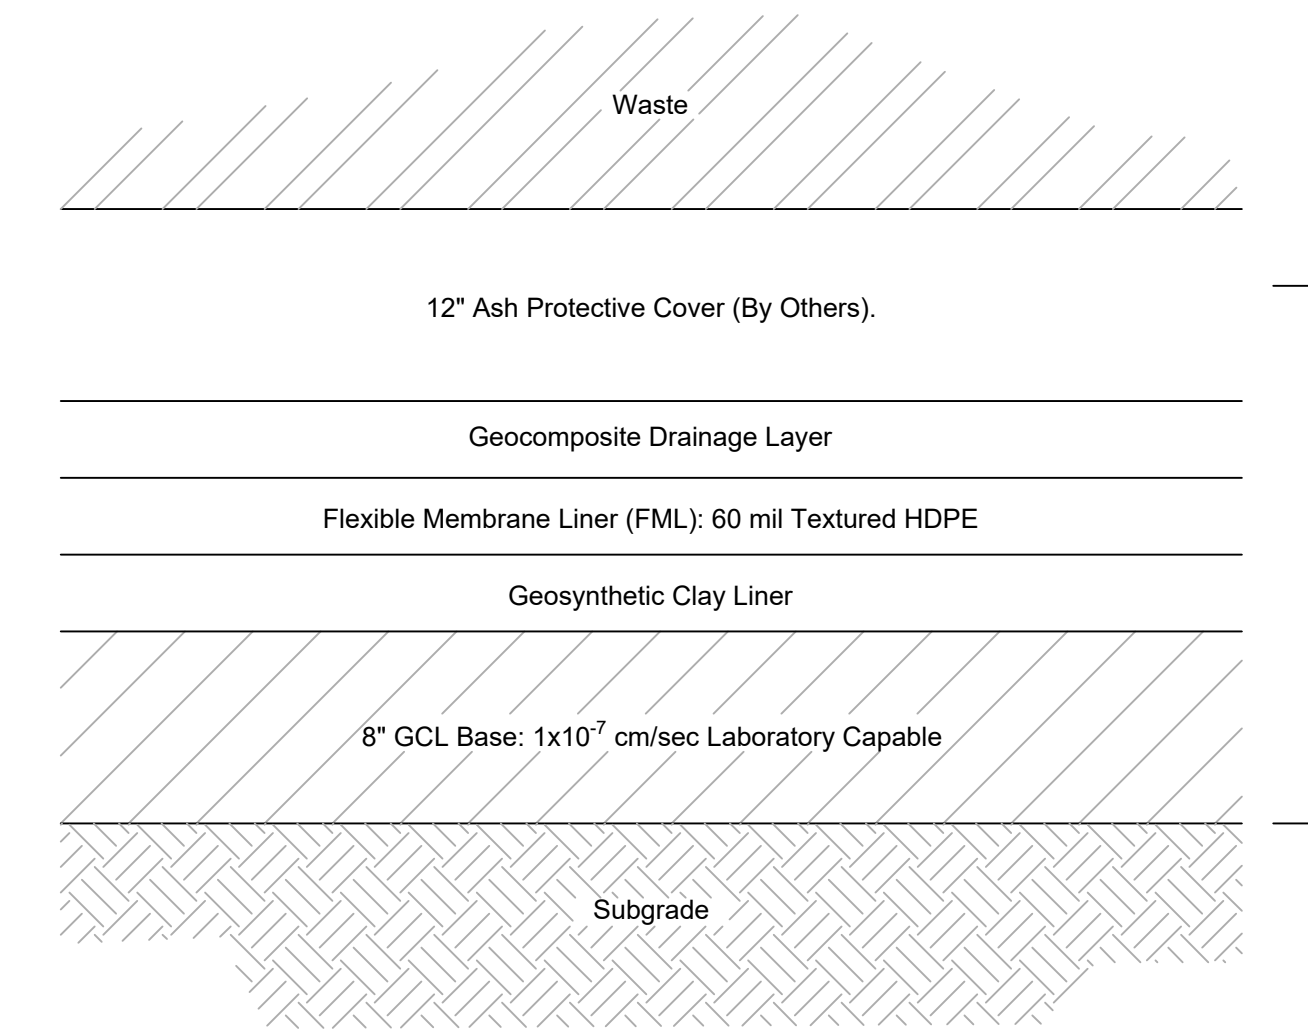 Waste
12" Ash Protective Cover (By Others).
Geocomposite Drainage Layer
Flexible Membrane Liner (FML): 60 mil Textured HDPE
Geosynthetic Clay Liner
8" GCL Base: 1x10⁻⁷ cm/sec Laboratory Capable
Subgrade